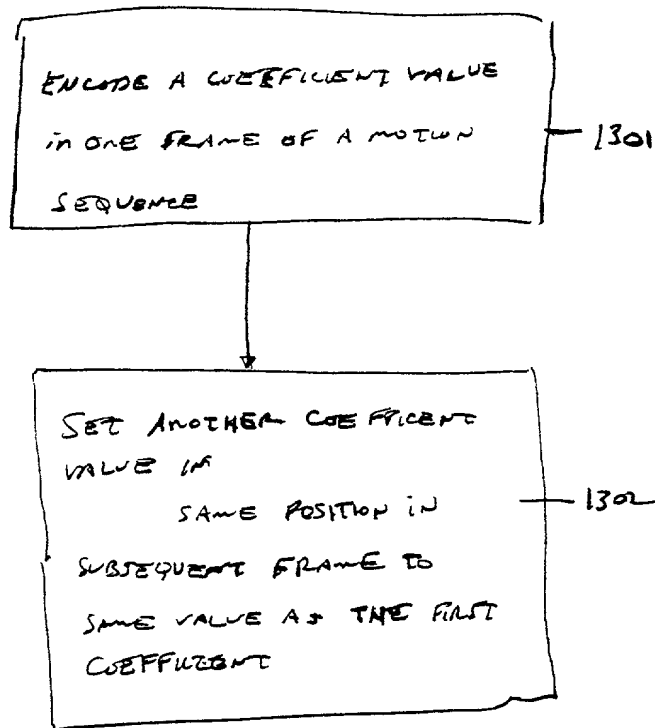 ENCODE A COEFFICIENT VALUE
in ONE FRAME OF A MOTION
SEQUENCE
1301
SET ANOTHER COEFFICENT
VALUE IN
SAME POSITION IN
SUBSEQUENT FRAME TO
SAME VALUE AS THE FIRST
COEFFICIENT
1302